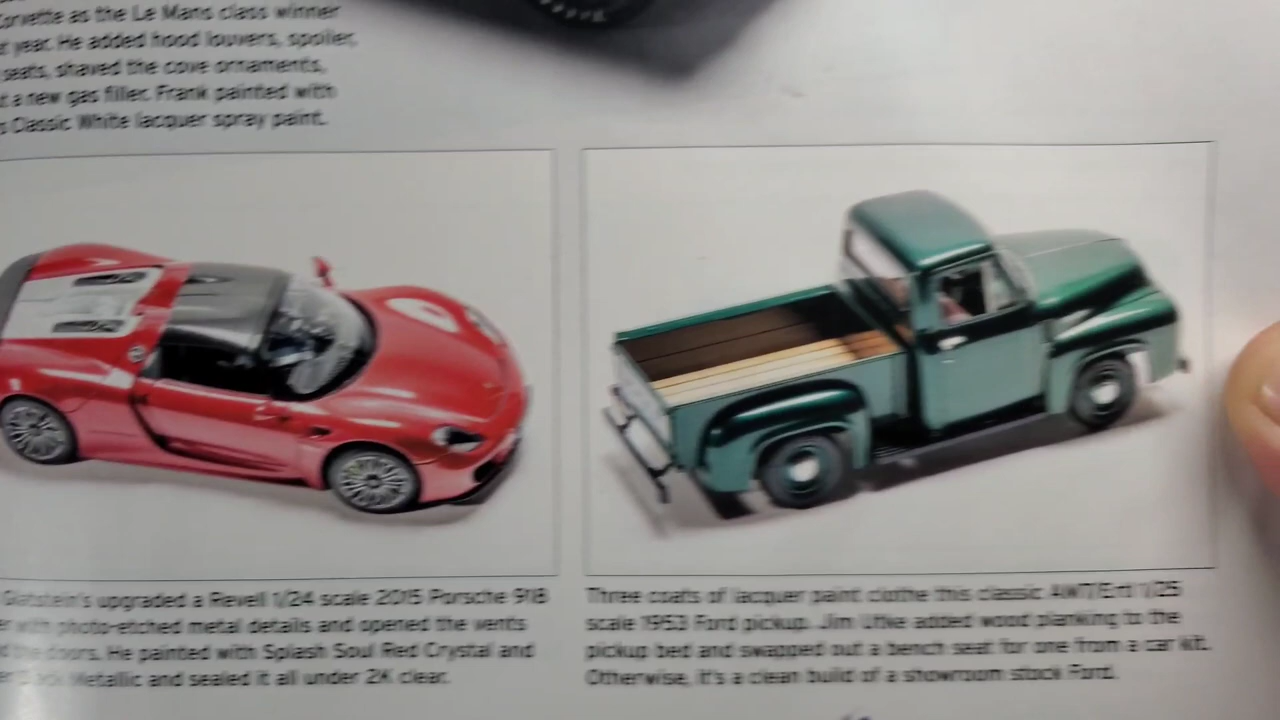 Corvette as the Le Mans class winner
year. He added hood louvers, spoiler,
seats, shaved the cove ornaments,
a new gas filler. Frank painted with
Classic White lacquer spray paint.
upgraded a Revell 1/24 scale 2015 Porsche 918
with photo-etched metal details and opened the vents
doors. He painted with Splash Soul Red Crystal and
Metallic and sealed it all under 2K clear.
Three coats of lacquer paint clothe this classic AMT/Ertl 1/25
scale 1953 Ford pickup. Jim Utke added wood planking to the
pickup bed and swapped out a bench seat for one from a car kit.
Otherwise, it's a clean build of a showroom stock Ford.